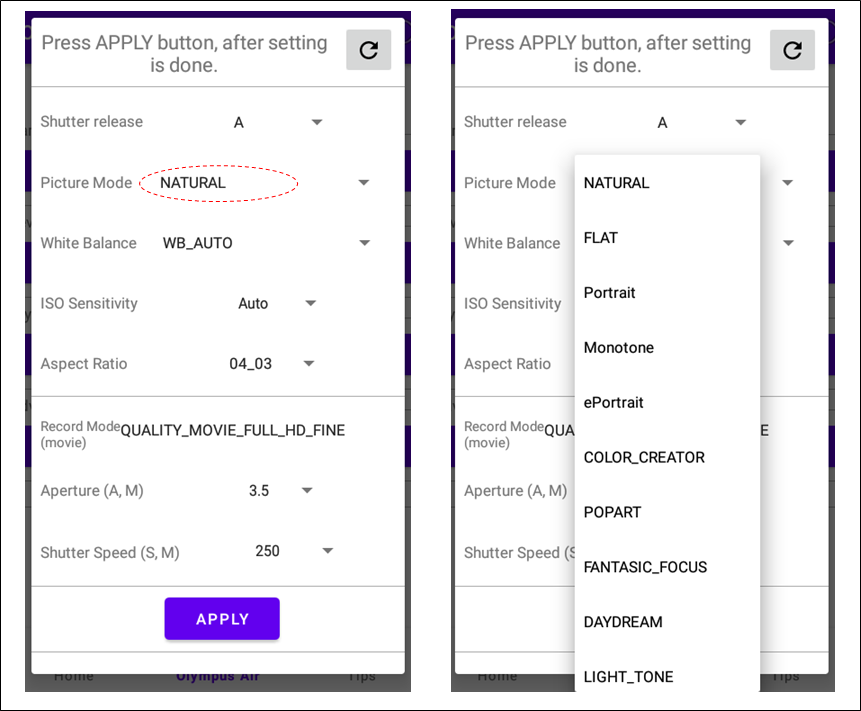 Press APPLY button, after setting
is done.
Shutter release A
Picture Mode NATURAL
White Balance WB_AUTO
ISO Sensitivity Auto
Aspect Ratio 04_03
Record Mode QUALITY_MOVIE_FULL_HD_FINE
(movie)
Aperture (A, M) 3.5
Shutter Speed (S, M) 250
APPLY
Home Olympus Air Tips
Press APPLY button, after setting
is done.
Shutter release A
Picture Mode
White Balance
ISO Sensitivity
Aspect Ratio
Record Mode QUA E
(movie)
Aperture (A, M)
Shutter Speed (S
NATURAL
FLAT
Portrait
Monotone
ePortrait
COLOR_CREATOR
POPART
FANTASIC_FOCUS
DAYDREAM
LIGHT_TONE
Home Tips